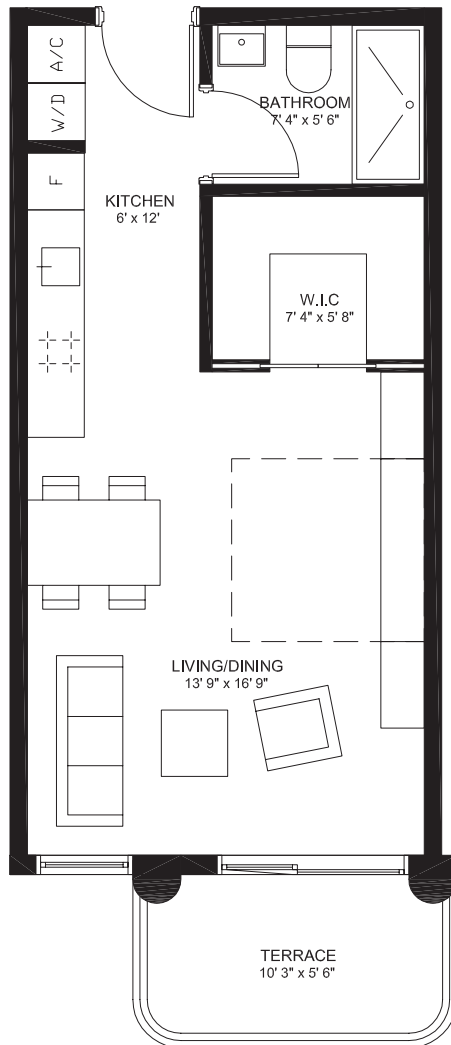 A/C
W/D
F
BATHROOM
7' 4" x 5' 6"
KITCHEN
6' x 12'
W.I.C
7' 4" x 5' 8"
LIVING/DINING
13' 9" x 16' 9"
TERRACE
10' 3" x 5' 6"